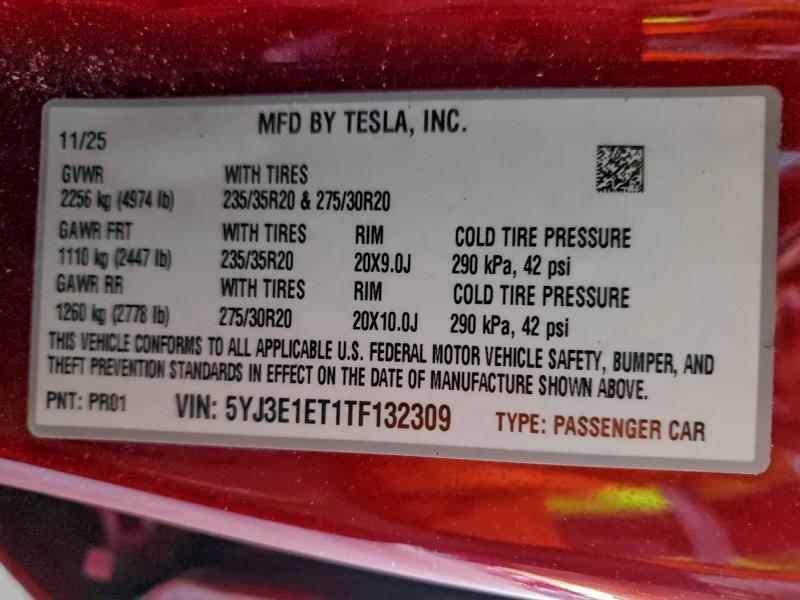 MFD BY TESLA, INC.
11/25
GVWR WITH TIRES
2256 kg (4974 lb) 235/35R20 & 275/30R20
GAWR FRT WITH TIRES RIM COLD TIRE PRESSURE
1110 kg (2447 lb) 235/35R20 20X9.0J 290 kPa, 42 psi
GAWR RR WITH TIRES RIM COLD TIRE PRESSURE
1260 kg (2778 lb) 275/30R20 20X10.0J 290 kPa, 42 psi
THIS VEHICLE CONFORMS TO ALL APPLICABLE U.S. FEDERAL MOTOR VEHICLE SAFETY, BUMPER, AND
THEFT PREVENTION STANDARDS IN EFFECT ON THE DATE OF MANUFACTURE SHOWN ABOVE.
PNT: PR01 VIN: 5YJ3E1ET1TF132309 TYPE: PASSENGER CAR